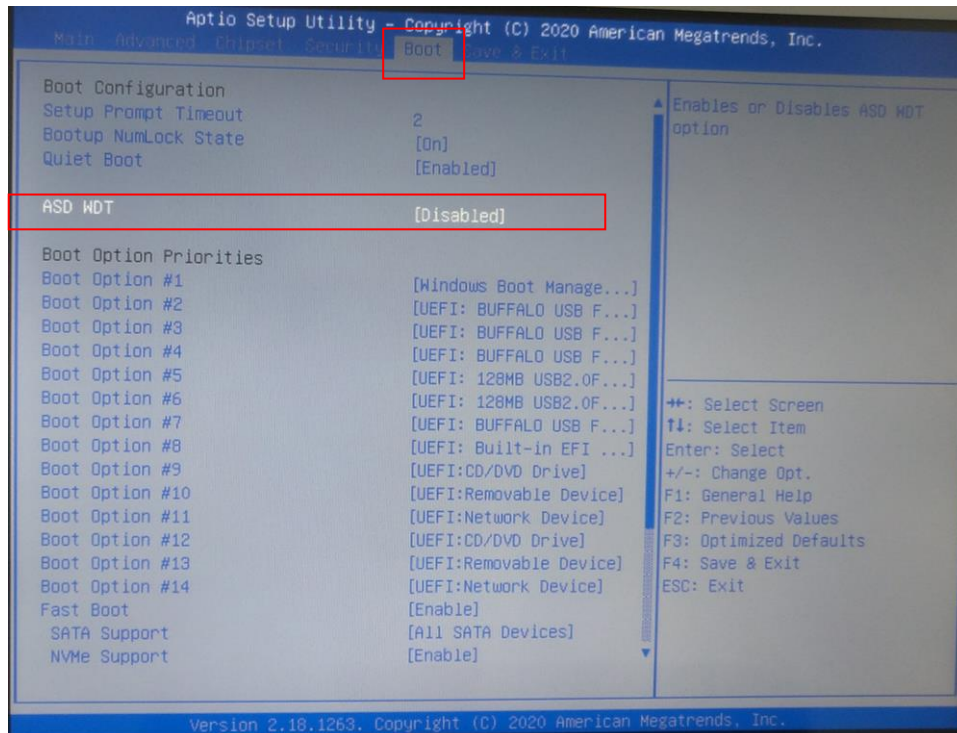 Aptio Setup Utility - Copyright (C) 2020 American Megatrends, Inc.
Main Advanced Chipset Security Boot Save & Exit
Boot Configuration
Setup Prompt Timeout 2
Bootup NumLock State [On]
Quiet Boot [Enabled]
ASD WDT [Disabled]
Boot Option Priorities
Boot Option #1 [Windows Boot Manage...]
Boot Option #2 [UEFI: BUFFALO USB F...]
Boot Option #3 [UEFI: BUFFALO USB F...]
Boot Option #4 [UEFI: BUFFALO USB F...]
Boot Option #5 [UEFI: 128MB USB2.0F...]
Boot Option #6 [UEFI: 128MB USB2.0F...]
Boot Option #7 [UEFI: BUFFALO USB F...]
Boot Option #8 [UEFI: Built-in EFI ...]
Boot Option #9 [UEFI:CD/DVD Drive]
Boot Option #10 [UEFI:Removable Device]
Boot Option #11 [UEFI:Network Device]
Boot Option #12 [UEFI:CD/DVD Drive]
Boot Option #13 [UEFI:Removable Device]
Boot Option #14 [UEFI:Network Device]
Fast Boot [Enable]
SATA Support [All SATA Devices]
NVMe Support [Enable]
Enables or Disables ASD WDT
option
→←: Select Screen
↑↓: Select Item
Enter: Select
+/-: Change Opt.
F1: General Help
F2: Previous Values
F3: Optimized Defaults
F4: Save & Exit
ESC: Exit
Version 2.18.1263. Copyright (C) 2020 American Megatrends, Inc.